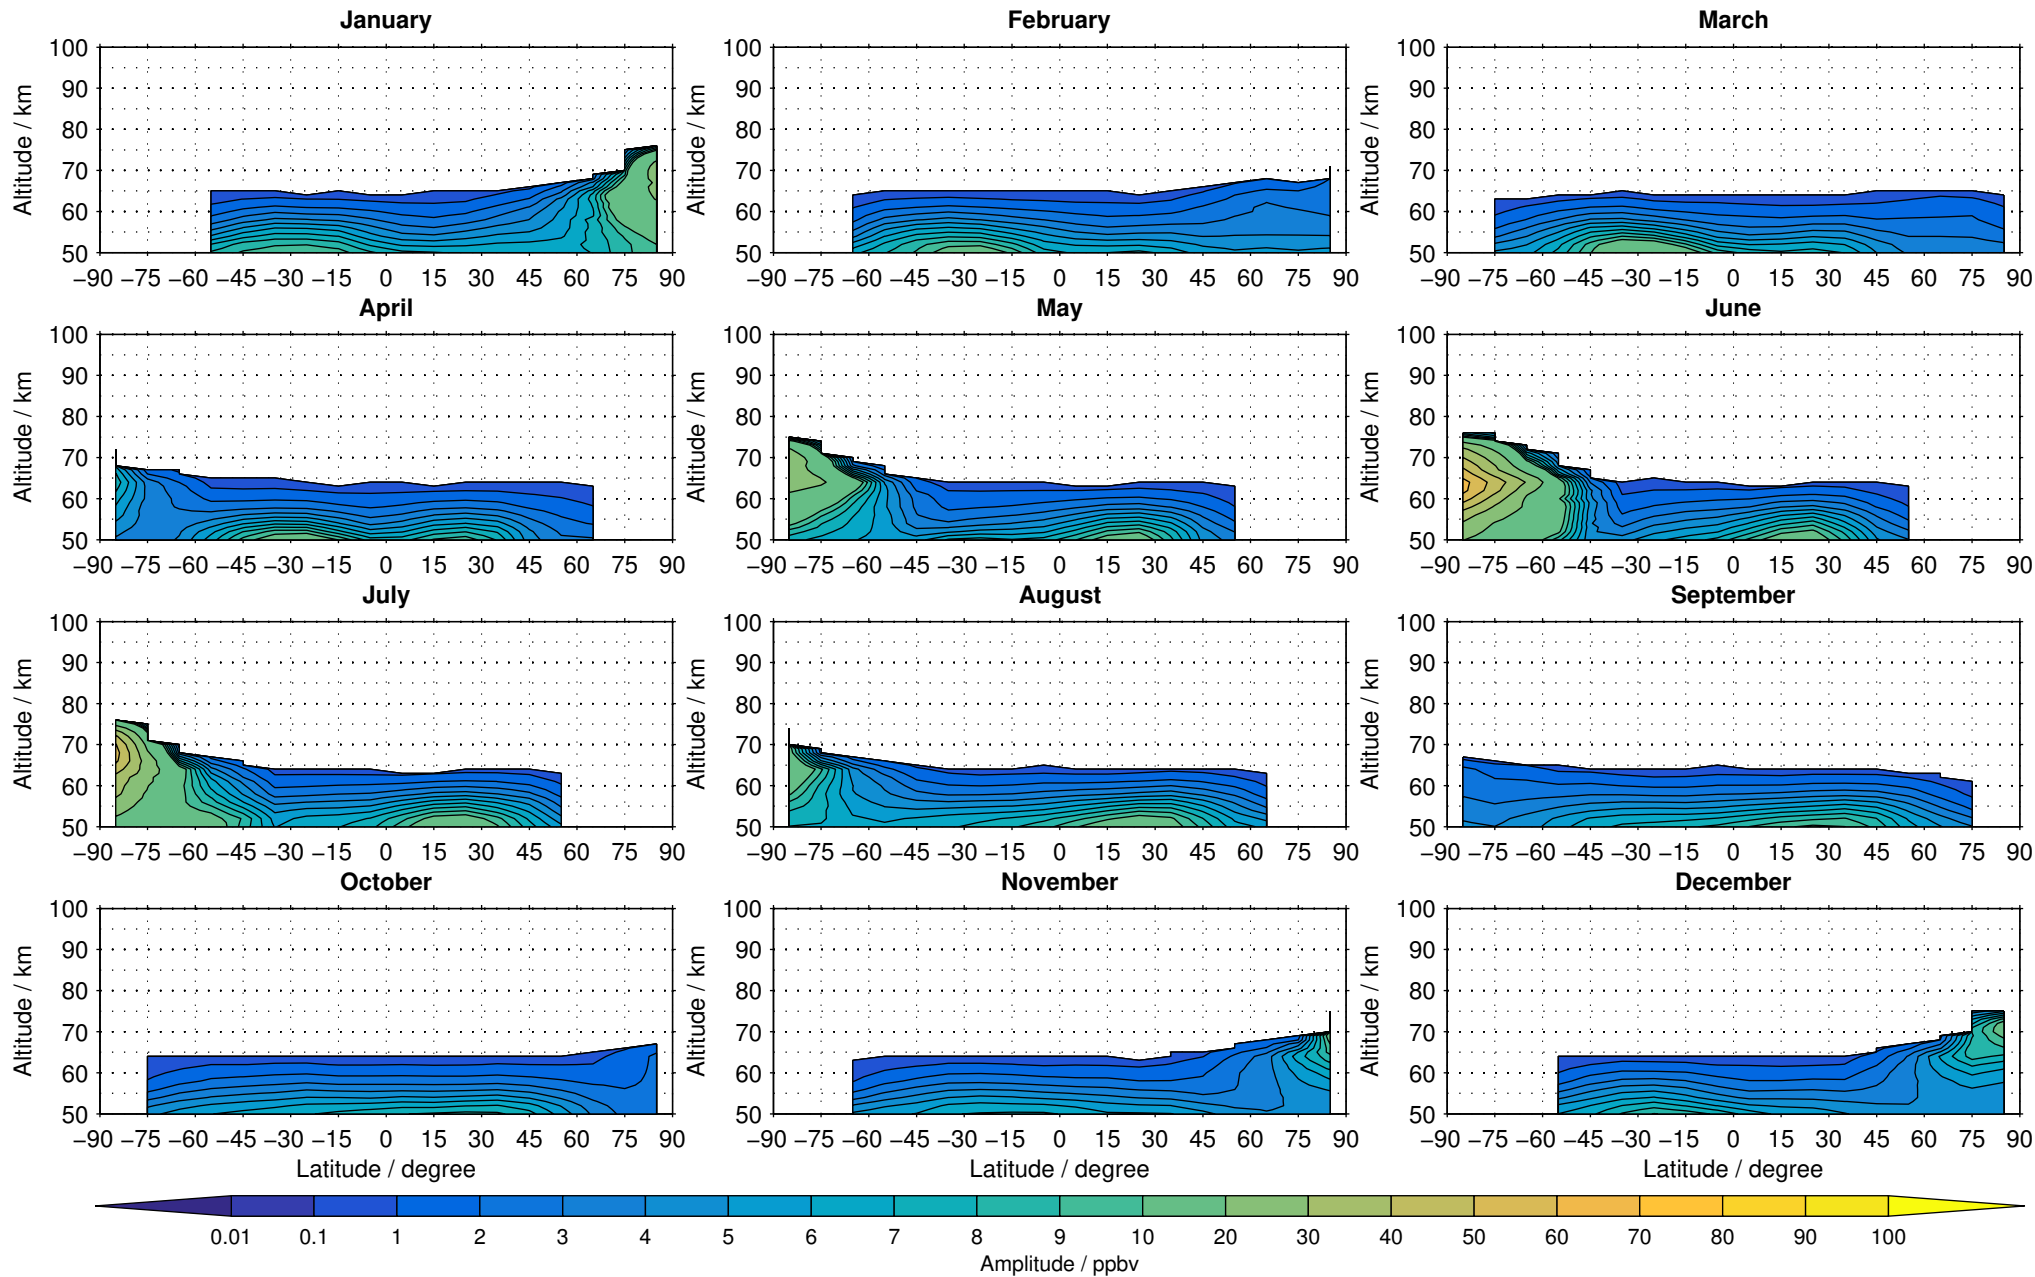 January February March
100 100 100
90 90 90
80 80 80
70 70 70
60 60 60
50 50 50
Altitude / km Altitude / km Altitude / km
−90 −75 −60 −45 −30 −15 0 15 30 45 60 75 90 −90 −75 −60 −45 −30 −15 0 15 30 45 60 75 90 −90 −75 −60 −45 −30 −15 0 15 30 45 60 75 90
April May June
100 100 100
90 90 90
80 80 80
70 70 70
60 60 60
50 50 50
Altitude / km Altitude / km Altitude / km
−90 −75 −60 −45 −30 −15 0 15 30 45 60 75 90 −90 −75 −60 −45 −30 −15 0 15 30 45 60 75 90 −90 −75 −60 −45 −30 −15 0 15 30 45 60 75 90
July August September
100 100 100
90 90 90
80 80 80
70 70 70
60 60 60
50 50 50
Altitude / km Altitude / km Altitude / km
−90 −75 −60 −45 −30 −15 0 15 30 45 60 75 90 −90 −75 −60 −45 −30 −15 0 15 30 45 60 75 90 −90 −75 −60 −45 −30 −15 0 15 30 45 60 75 90
October November December
100 100 100
90 90 90
80 80 80
70 70 70
60 60 60
50 50 50
Altitude / km Altitude / km Altitude / km
−90 −75 −60 −45 −30 −15 0 15 30 45 60 75 90 −90 −75 −60 −45 −30 −15 0 15 30 45 60 75 90 −90 −75 −60 −45 −30 −15 0 15 30 45 60 75 90
Latitude / degree Latitude / degree Latitude / degree
0.01 0.1 1 2 3 4 5 6 7 8 9 10 20 30 40 50 60 70 80 90 100
Amplitude / ppbv